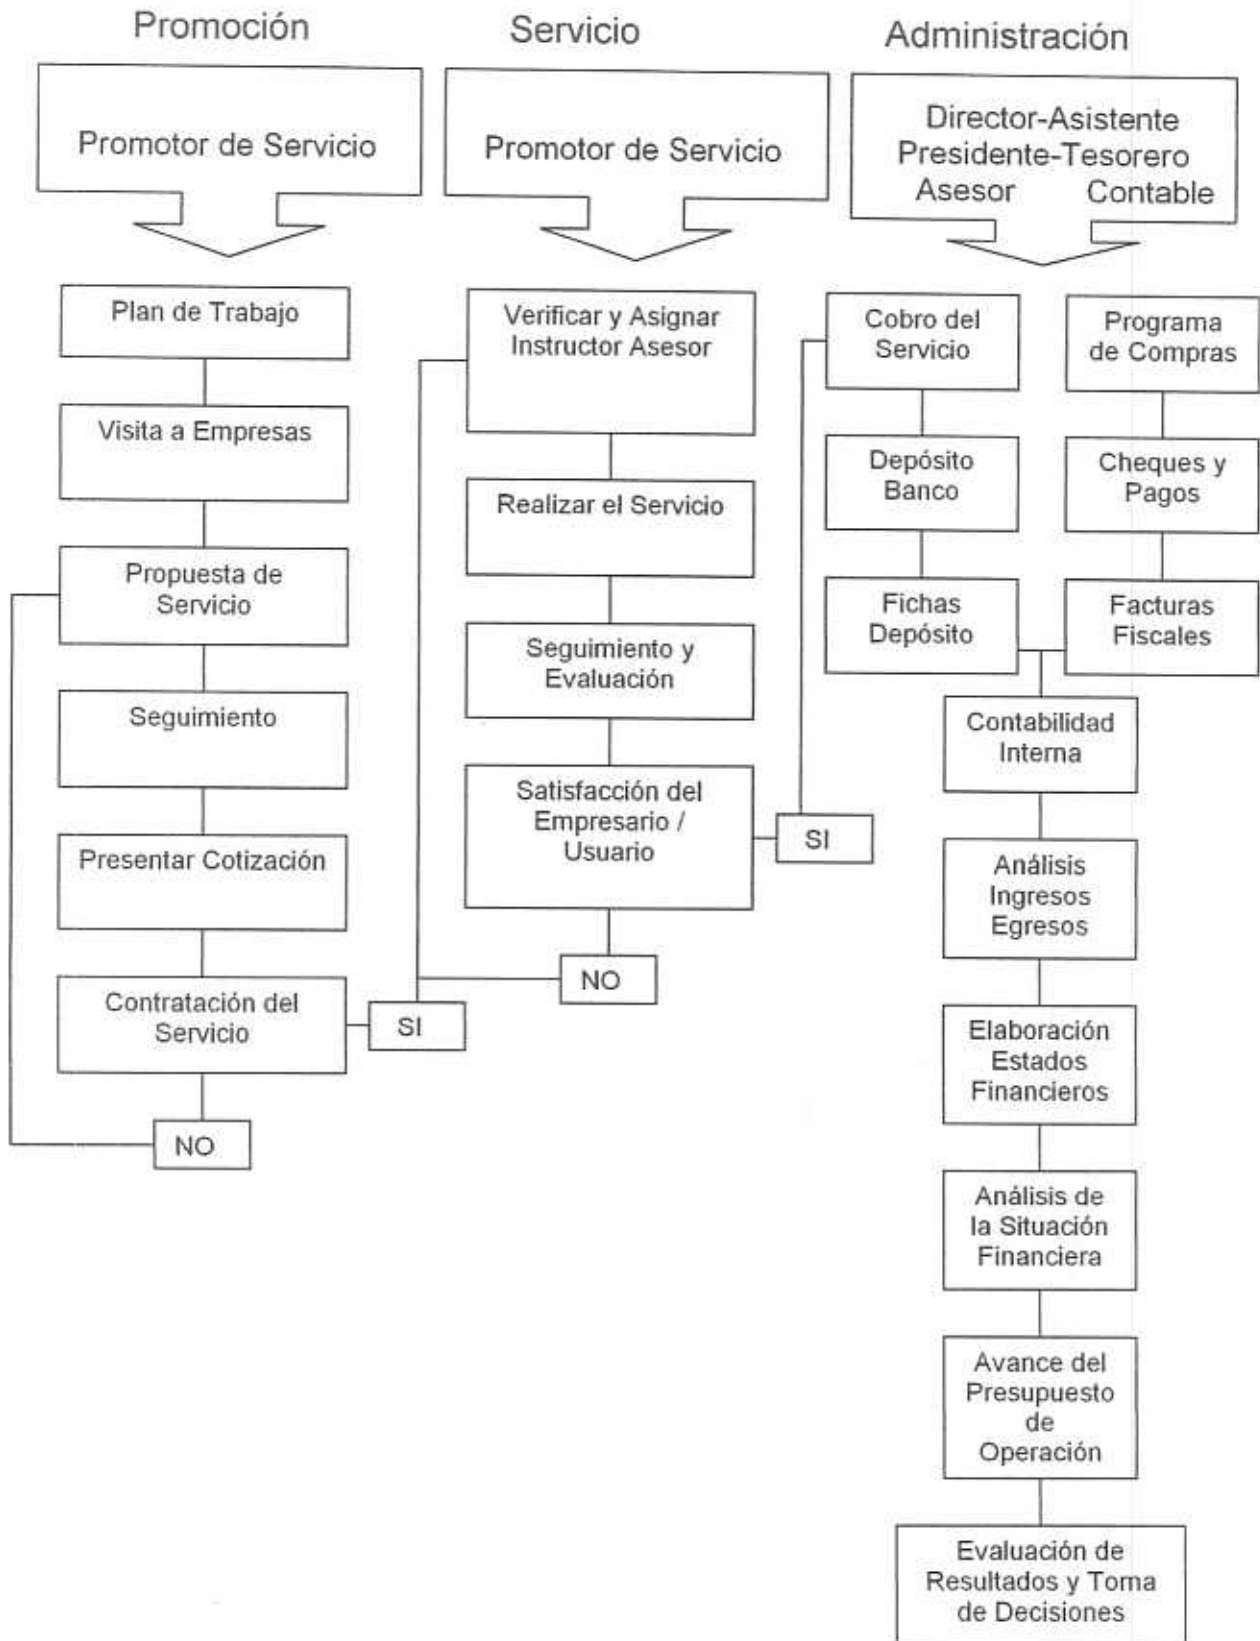 Promoción
Promotor de Servicio
Plan de Trabajo
Visita a Empresas
Propuesta de
Servicio
Seguimiento
Presentar Cotización
Contratación del
Servicio
SI
NO
Servicio
Promotor de Servicio
Verificar y Asignar
Instructor Asesor
Realizar el Servicio
Seguimiento y
Evaluación
Satisfacción del
Empresario /
Usuario
SI
NO
Administración
Director-Asistente
Presidente-Tesorero
Asesor Contable
Cobro del
Servicio
Depósito
Banco
Fichas
Depósito
Programa
de Compras
Cheques y
Pagos
Facturas
Fiscales
Contabilidad
Interna
Análisis
Ingresos
Egresos
Elaboración
Estados
Financieros
Análisis de
la Situación
Financiera
Avance del
Presupuesto
de
Operación
Evaluación de
Resultados y Toma
de Decisiones